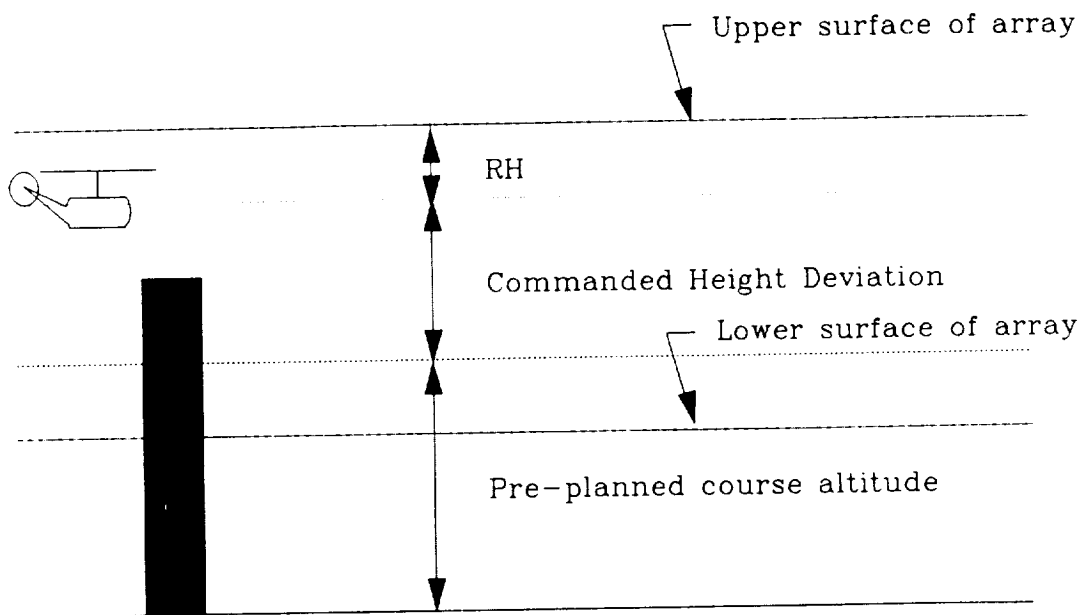 Upper surface of array
RH
Commanded Height Deviation
Lower surface of array
Pre-planned course altitude